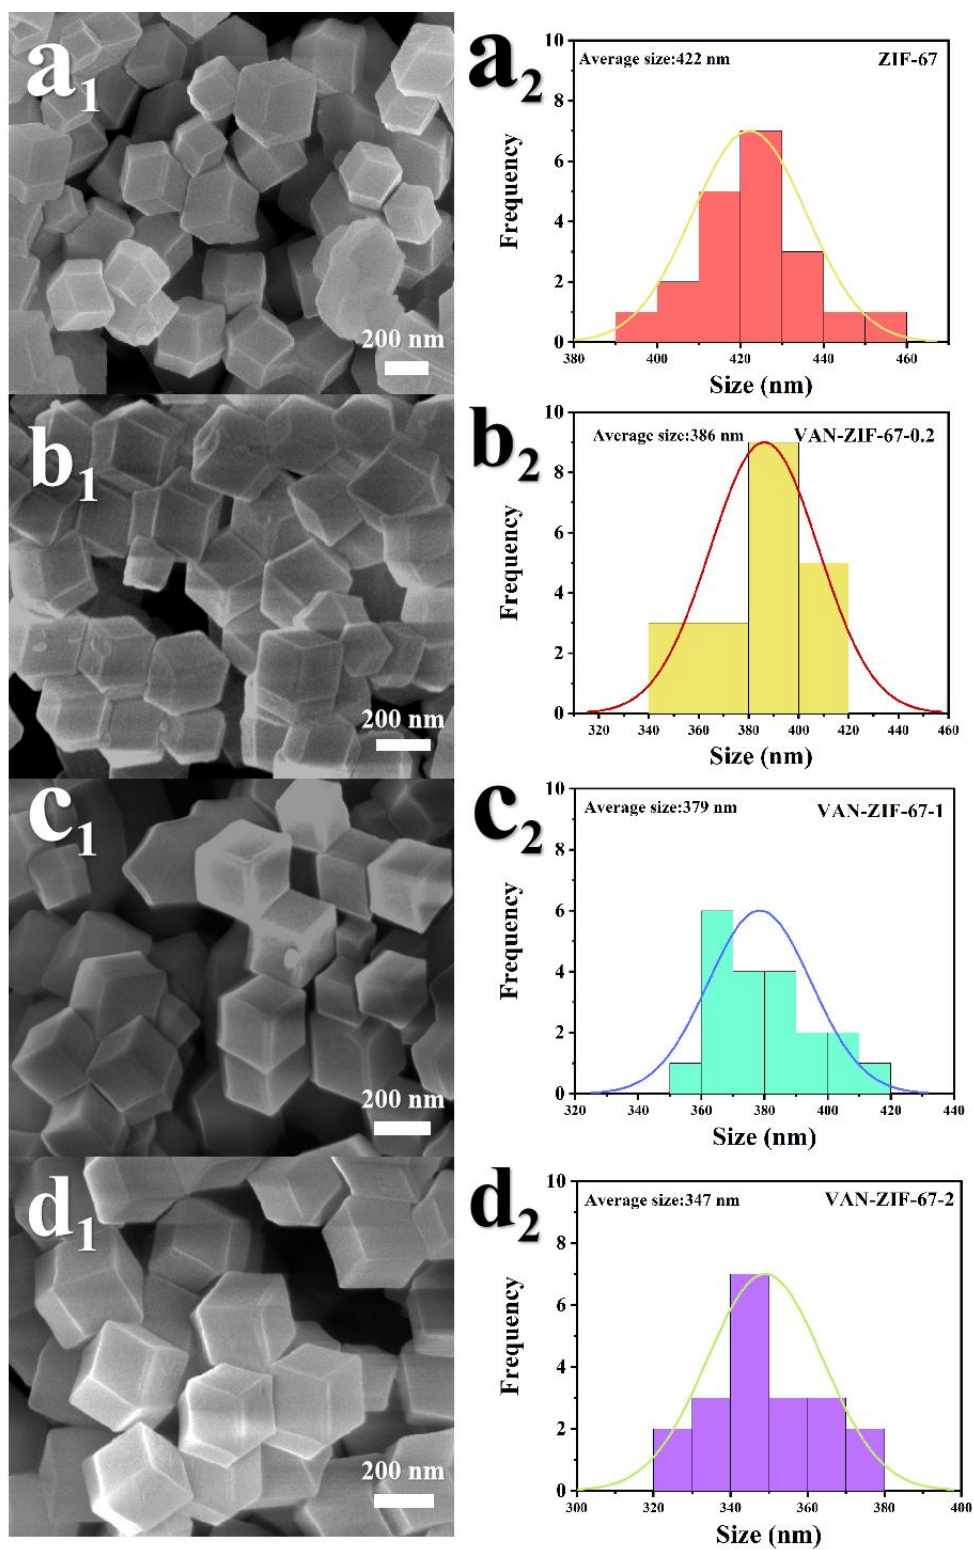 a1
200 nm
a2
Average size:422 nm
ZIF-67
10
8
6
4
2
0
380
400
420
440
460
Frequency
Size (nm)
b1
200 nm
b2
Average size:386 nm
VAN-ZIF-67-0.2
10
8
6
4
2
0
320
340
360
380
400
420
440
460
Frequency
Size (nm)
c1
200 nm
c2
Average size:379 nm
VAN-ZIF-67-1
10
8
6
4
2
0
320
340
360
380
400
420
440
Frequency
Size (nm)
d1
200 nm
d2
Average size:347 nm
VAN-ZIF-67-2
10
8
6
4
2
0
300
320
340
360
380
400
Frequency
Size (nm)